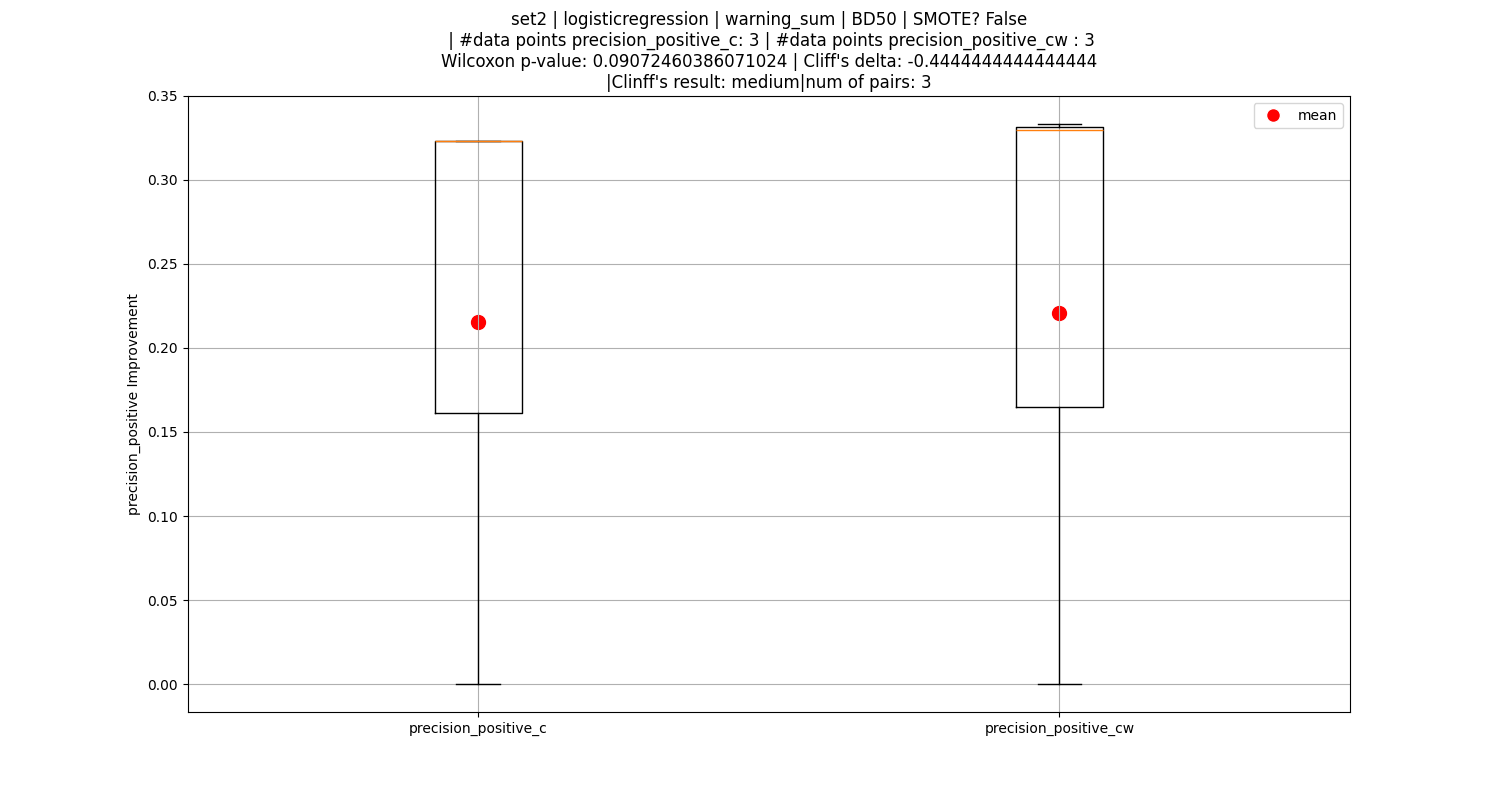 set2 | logisticregression | warning_sum | BD50 | SMOTE? False
| #data points precision_positive_c: 3 | #data points precision_positive_cw : 3
Wilcoxon p-value: 0.09072460386071024 | Cliff's delta: -0.4444444444444444
|Clinff's result: medium|num of pairs: 3
mean
0.35
0.30
0.25
0.20
0.15
0.10
0.05
0.00
precision_positive Improvement
precision_positive_c
precision_positive_cw